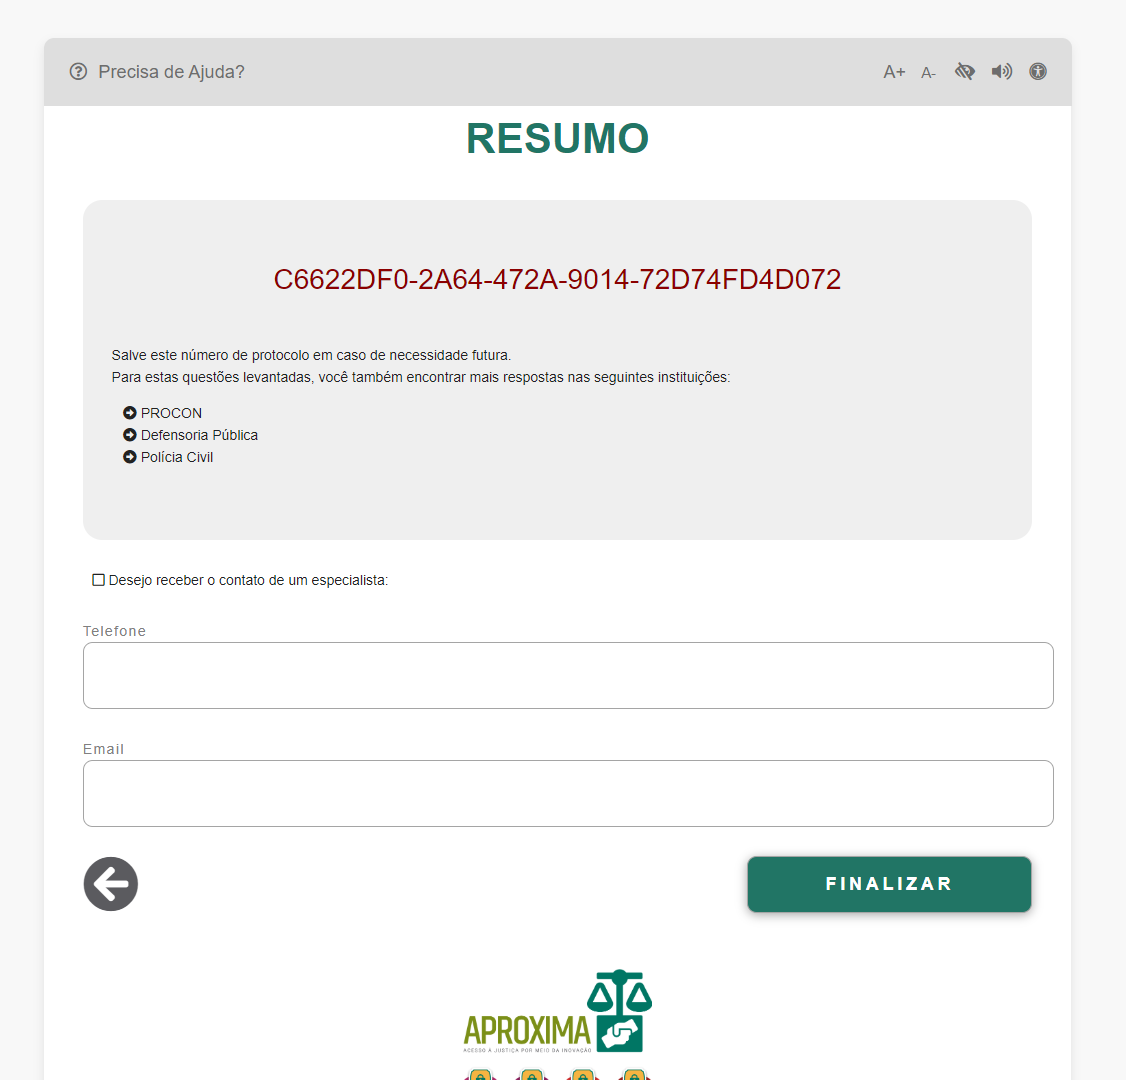 Precisa de Ajuda?
A+ A-
RESUMO
C6622DF0-2A64-472A-9014-72D74FD4D072
Salve este número de protocolo em caso de necessidade futura.
Para estas questões levantadas, você também encontrar mais respostas nas seguintes instituições:
PROCON
Defensoria Pública
Polícia Civil
Desejo receber o contato de um especialista:
Telefone
Email
FINALIZAR
APROXIMA
ACESSO À JUSTIÇA POR MEIO DA INOVAÇÃO